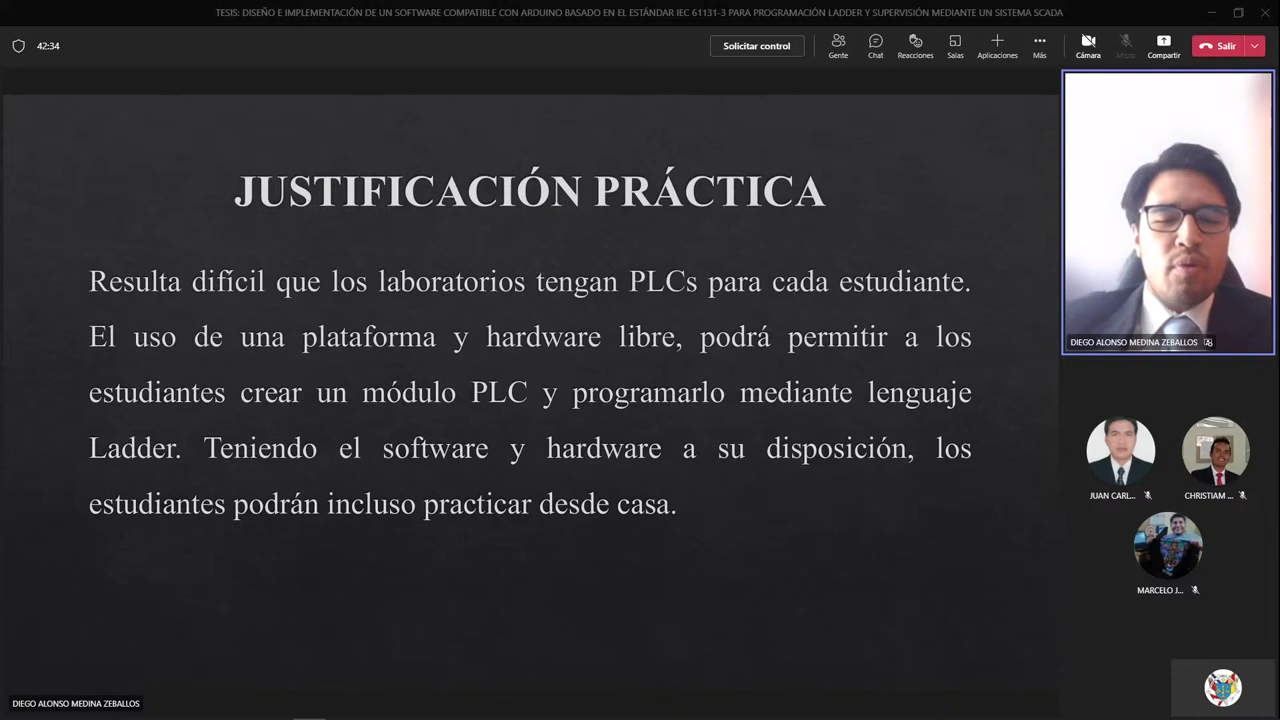 TESIS: DISEÑO E IMPLEMENTACIÓN DE UN SOFTWARE COMPATIBLE CON ARDUINO BASADO EN EL ESTÁNDAR IEC 61131-3 PARA PROGRAMACIÓN LADDER Y SUPERVISIÓN MEDIANTE UN SISTEMA SCADA
42:34
Solicitar control
Gente
Chat
Reacciones
Salas
Aplicaciones
Más
Cámara
Micro
Compartir
Salir
JUSTIFICACIÓN PRÁCTICA
Resulta difícil que los laboratorios tengan PLCs para cada estudiante.
El uso de una plataforma y hardware libre, podrá permitir a los
estudiantes crear un módulo PLC y programarlo mediante lenguaje
Ladder. Teniendo el software y hardware a su disposición, los
estudiantes podrán incluso practicar desde casa.
DIEGO ALONSO MEDINA ZEBALLOS
JUAN CARL...
CHRISTIAM ...
MARCELO J...
DIEGO ALONSO MEDINA ZEBALLOS